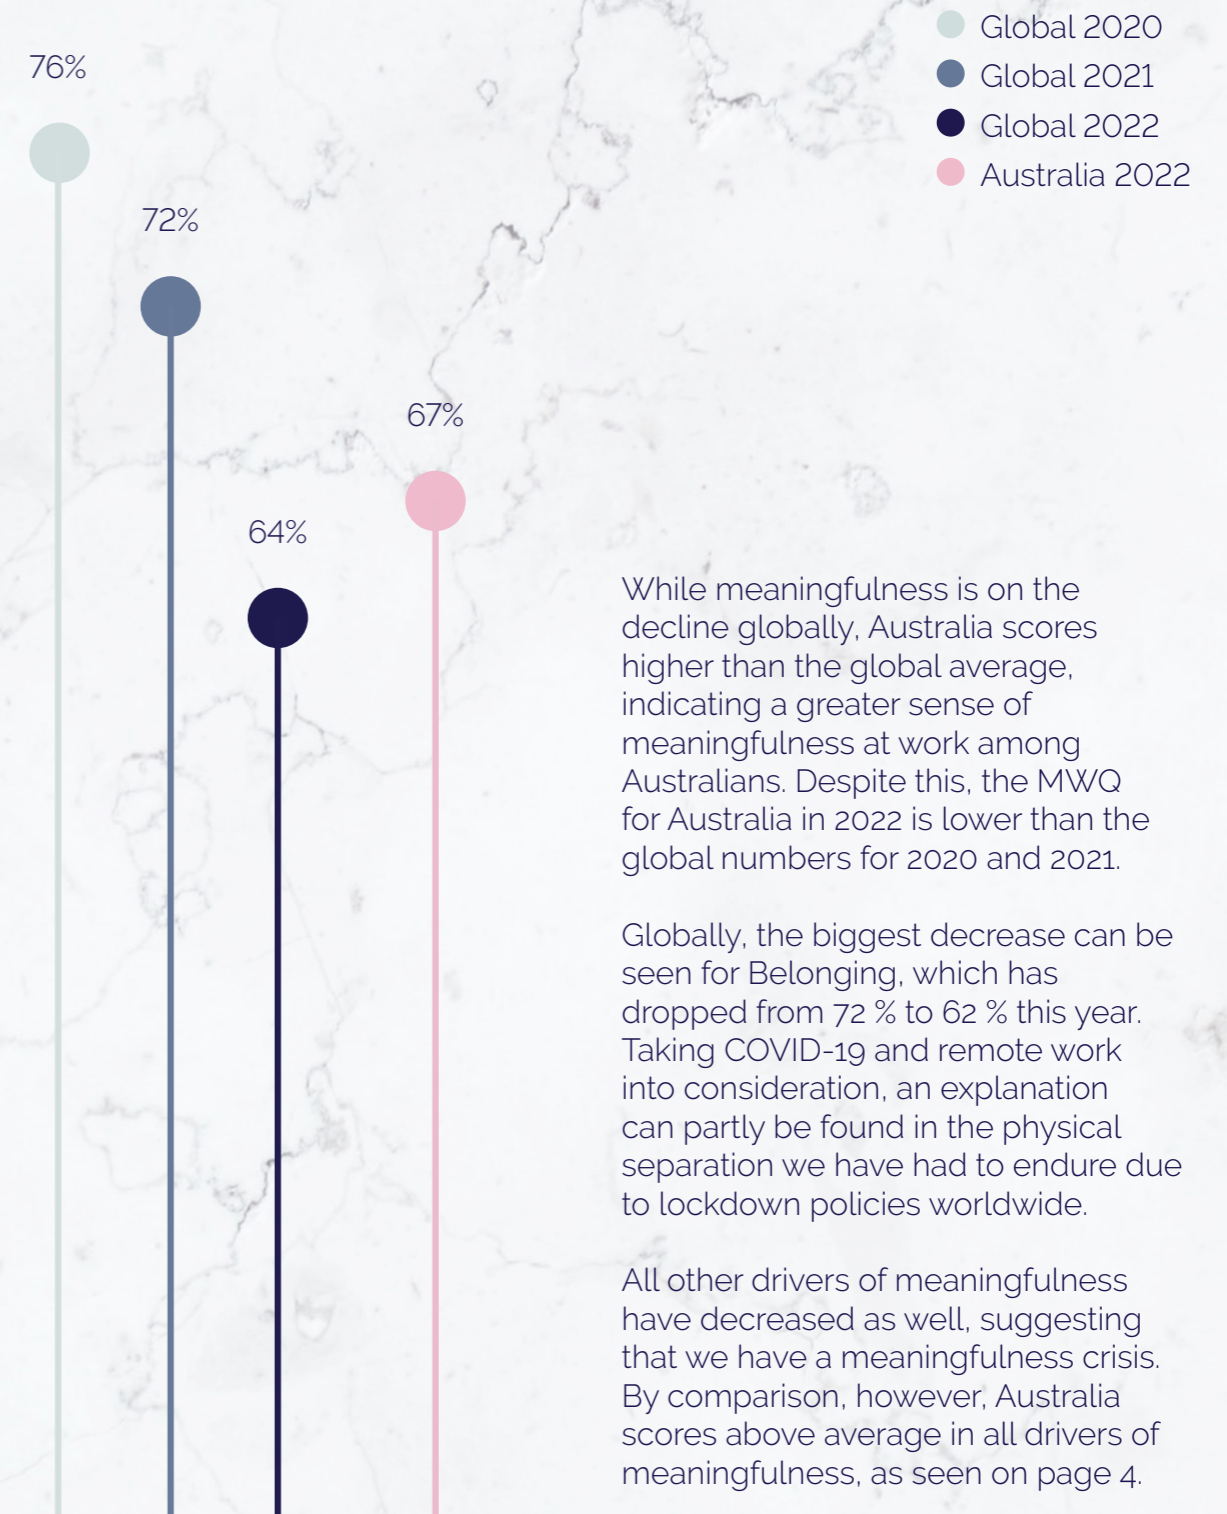 Global 2020
Global 2021
Global 2022
Australia 2022
76%
72%
64%
67%
While meaningfulness is on the
decline globally, Australia scores
higher than the global average,
indicating a greater sense of
meaningfulness at work among
Australians. Despite this, the MWQ
for Australia in 2022 is lower than the
global numbers for 2020 and 2021.
Globally, the biggest decrease can be
seen for Belonging, which has
dropped from 72 % to 62 % this year.
Taking COVID-19 and remote work
into consideration, an explanation
can partly be found in the physical
separation we have had to endure due
to lockdown policies worldwide.
All other drivers of meaningfulness
have decreased as well, suggesting
that we have a meaningfulness crisis.
By comparison, however, Australia
scores above average in all drivers of
meaningfulness, as seen on page 4.